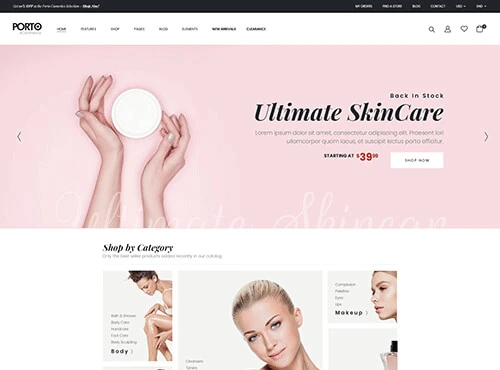 Get early $OFF at the Porto Cosmetics Selection - Shop Now!
MY ORDERS FIND A STORE BLOG CONTACT USD ENG
PORTO
HOME FEATURES SHOP PAGES BLOG ELEMENTS NEW ARRIVALS CLEARANCE
Back In Stock
Ultimate SkinCare
Lorem ipsum dolor sit amet, consectetur adipiscing elit. Praesent loi
ullamcorper quam lacus, et suscipit lectus porta efficitur.
STARTING AT $39.99
SHOP NOW
Ultimate Skincar
Shop by Category
Only the best seller products added recently in our catalog.
Bath & Shower
Body Care
Handcare
Foot Care
Body Sculpting
Body
Cleansers
Toners
Complexion
Palettes
Eyes
Lips
Makeup